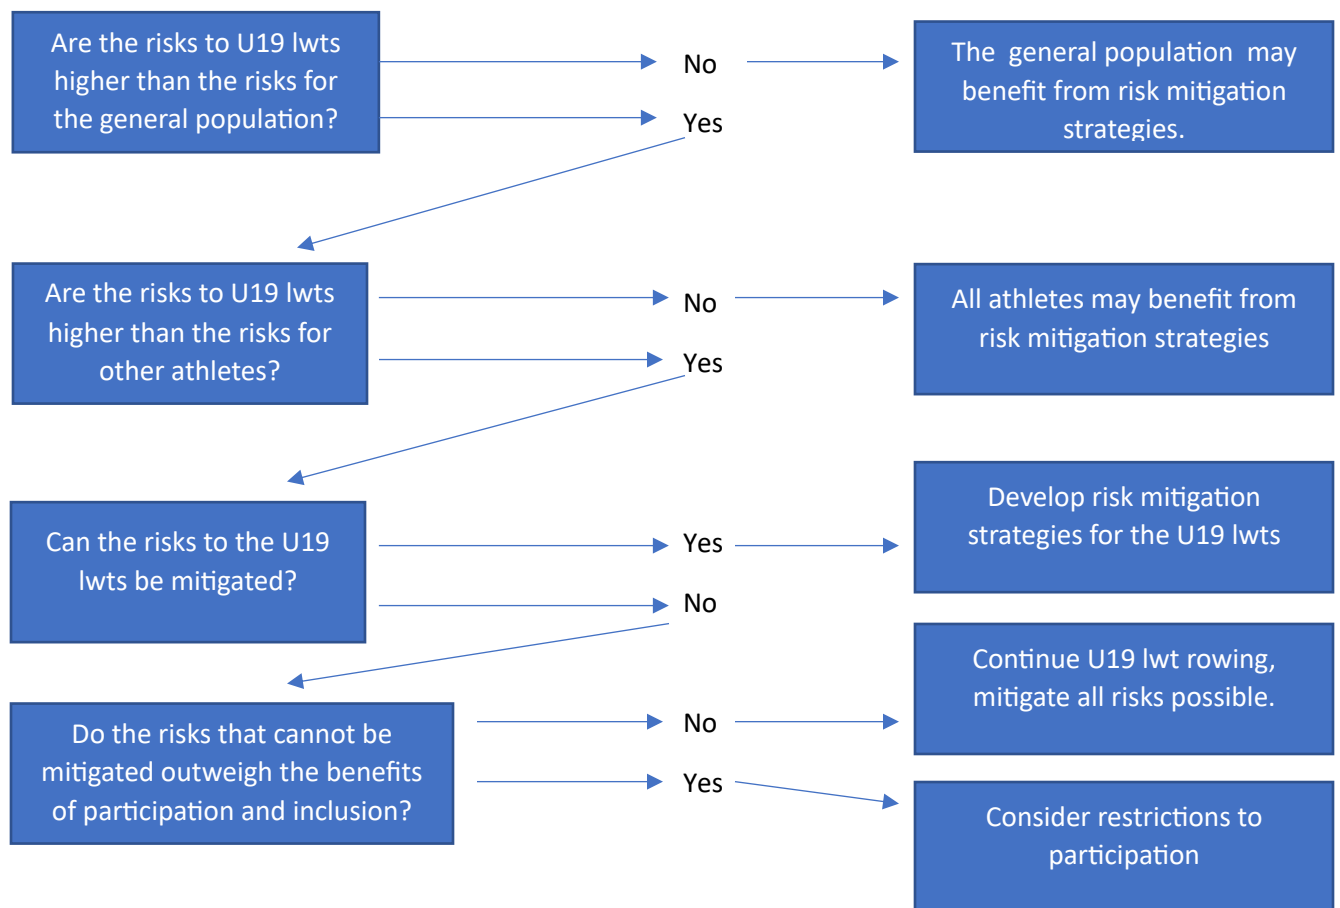 Are the risks to U19 lwts
higher than the risks for
the general population?
No
Yes
The general population may
benefit from risk mitigation
strategies.
Are the risks to U19 lwts
higher than the risks for
other athletes?
No
Yes
All athletes may benefit from
risk mitigation strategies
Can the risks to the U19
lwts be mitigated?
Yes
No
Develop risk mitigation
strategies for the U19 lwts
Do the risks that cannot be
mitigated outweigh the benefits
of participation and inclusion?
No
Yes
Continue U19 lwt rowing,
mitigate all risks possible.
Consider restrictions to
participation